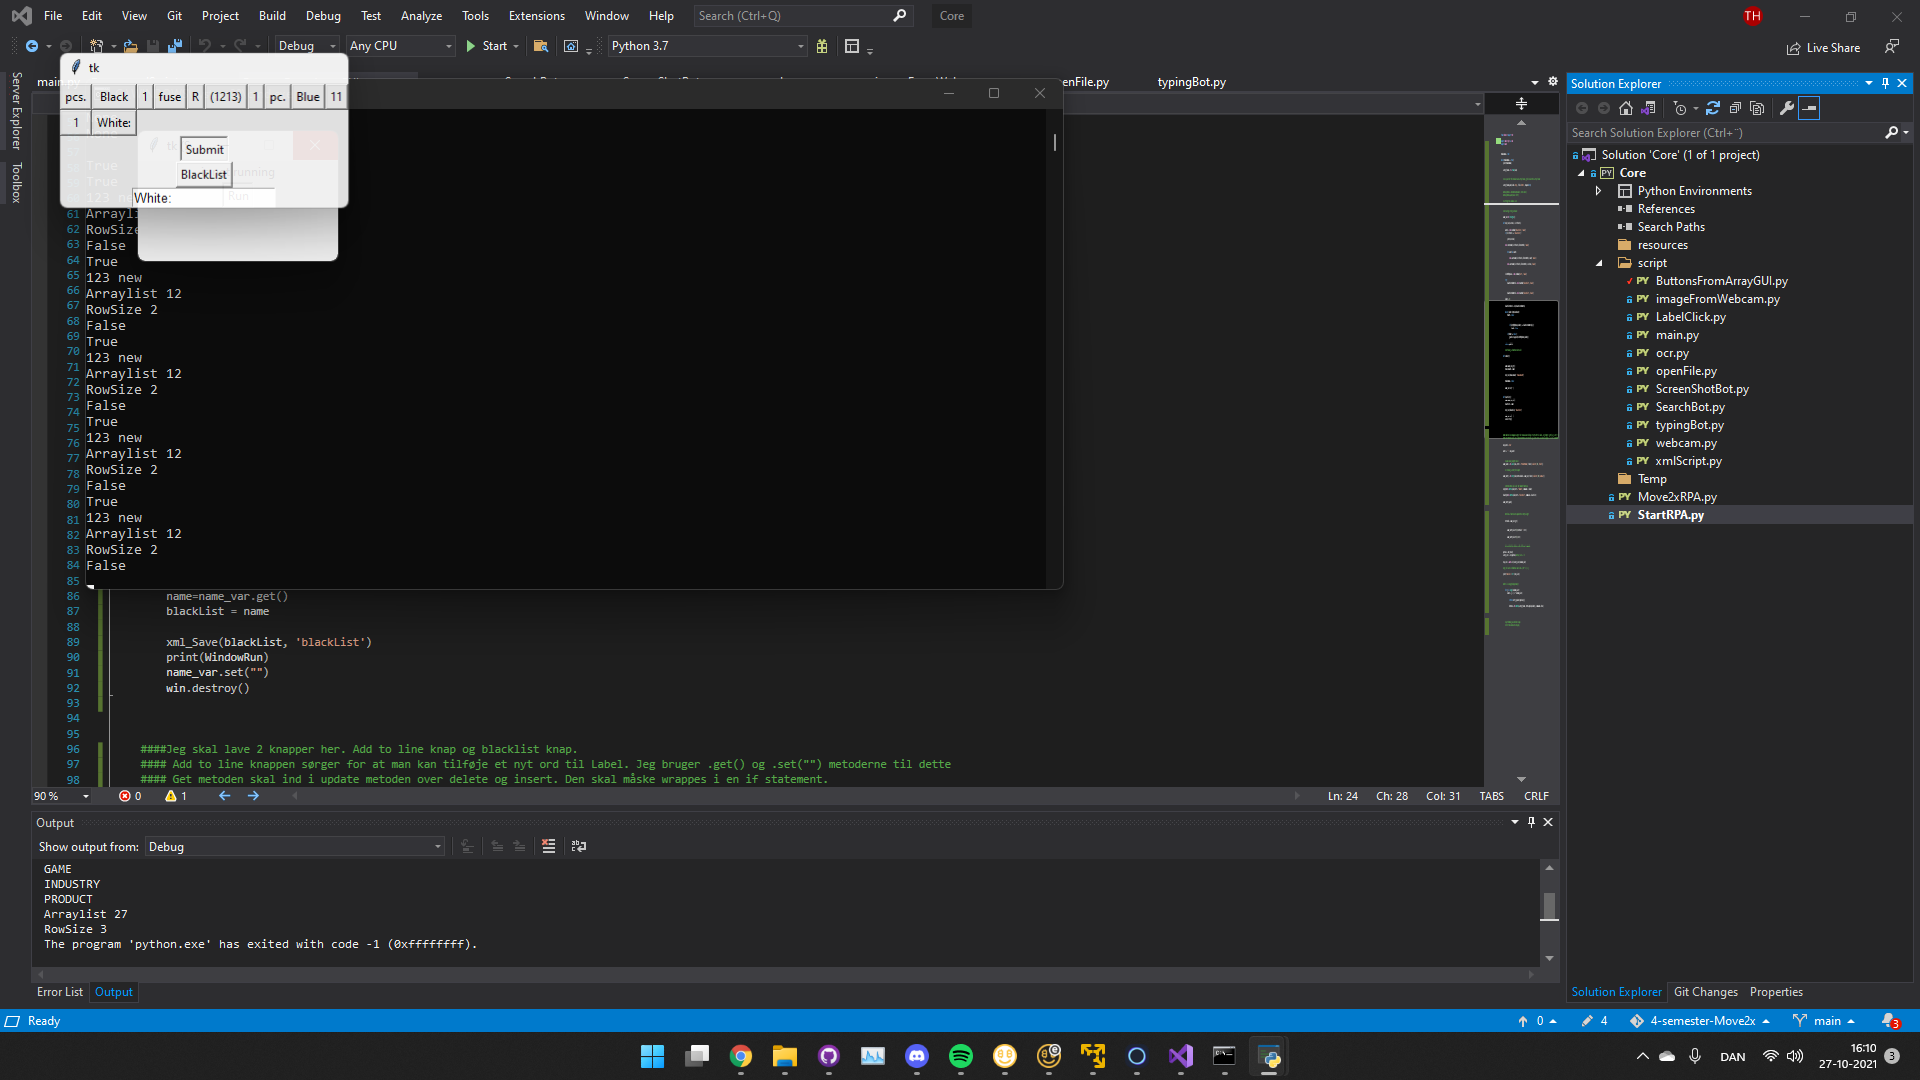 File Edit View Git Project Build Debug Test Analyze Tools Extensions Window Help Search (Ctrl+Q) Core TH
Debug Any CPU Start Python 3.7 Live Share
tk
pcs. Black 1 fuse R (1213) 1 pc. Blue 11
1 White:
Submit
BlackList
White:
Run
openFile.py typingBot.py
Server Explorer
Toolbox
True
True
61
62 RowSize
63 False
64 True
65 123 new
66 Arraylist 12
67 RowSize 2
68 False
69 True
70 123 new
71 Arraylist 12
72 RowSize 2
73 False
74 True
75 123 new
76 Arraylist 12
77 RowSize 2
78 False
79 True
80 123 new
81 Arraylist 12
82 RowSize 2
83 False
84
85
86 name=name_var.get()
87 blackList = name
88
89 xml_Save(blackList, 'blackList')
90 print(WindowRun)
91 name_var.set("")
92 win.destroy()
93
94
95
96 ####Jeg skal lave 2 knapper her. Add to line knap og blacklist knap.
97 #### Add to line knappen sørger for at man kan tilføje et nyt ord til Label. Jeg bruger .get() og .set("") metoderne til dette
98 #### Get metoden skal ind i update metoden over delete og insert. Den skal måske wrappes i en if statement.
90 % 0 1 Ln: 24 Ch: 28 Col: 31 TABS CRLF
Output
Show output from: Debug
GAME
INDUSTRY
PRODUCT
Arraylist 27
RowSize 3
The program 'python.exe' has exited with code -1 (0xffffffff).
Error List Output
Solution Explorer
Search Solution Explorer (Ctrl+¨)
Solution 'Core' (1 of 1 project)
Core
Python Environments
References
Search Paths
resources
script
ButtonsFromArrayGUI.py
imageFromWebcam.py
LabelClick.py
main.py
ocr.py
openFile.py
ScreenShotBot.py
SearchBot.py
typingBot.py
webcam.py
xmlScript.py
Temp
Move2xRPA.py
StartRPA.py
Solution Explorer Git Changes Properties
Ready 0 4 4-semester-Move2x main 3
DAN 16:10
27-10-2021 3